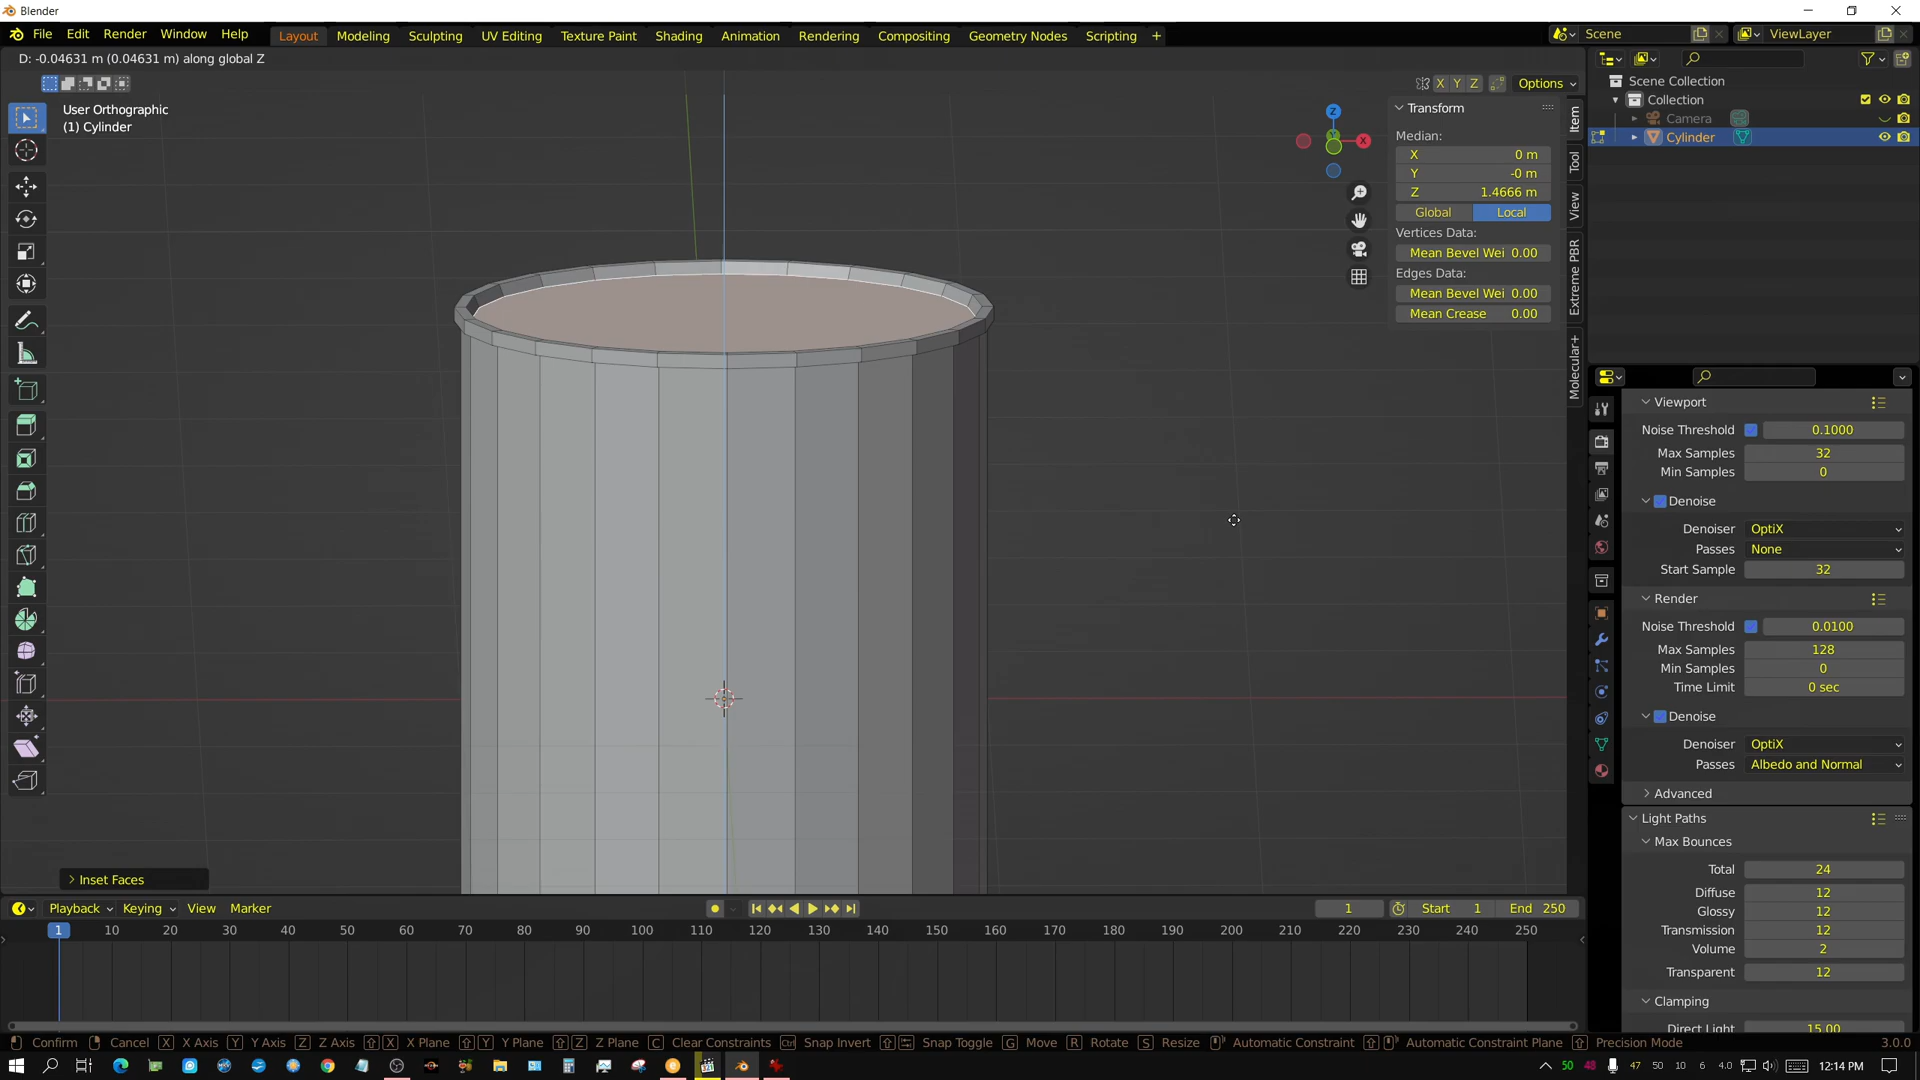 Blender
File Edit Render Window Help Layout Modeling Sculpting UV Editing Texture Paint Shading Animation Rendering Compositing Geometry Nodes Scripting + Scene ViewLayer
D: -0.04631 m (0.04631 m) along global Z
X Y Z Options
User Orthographic
(1) Cylinder
Z
X
Y
Transform
Median:
X 0 m
Y -0 m
Z 1.4666 m
Global Local
Vertices Data:
Mean Bevel Wei 0.00
Edges Data:
Mean Bevel Wei 0.00
Mean Crease 0.00
Item
Tool
View
Extreme PBR
Molecular+
Scene Collection
Collection
Camera
Cylinder
Viewport
Noise Threshold 0.1000
Max Samples 32
Min Samples 0
Denoise
Denoiser OptiX
Passes None
Start Sample 32
Render
Noise Threshold 0.0100
Max Samples 128
Min Samples 0
Time Limit 0 sec
Denoise
Denoiser OptiX
Passes Albedo and Normal
Advanced
Light Paths
Max Bounces
Total 24
Diffuse 12
Glossy 12
Transmission 12
Volume 2
Transparent 12
Clamping
Direct Light 15.00
> Inset Faces
Playback Keying View Marker 1 Start 1 End 250
1 10 20 30 40 50 60 70 80 90 100 110 120 130 140 150 160 170 180 190 200 210 220 230 240 250
Confirm Cancel X X Axis Y Y Axis Z Z Axis X X Plane Y Y Plane Z Z Plane C Clear Constraints Ctrl Snap Invert Snap Toggle G Move R Rotate S Resize Automatic Constraint Automatic Constraint Plane Precision Mode 3.0.0
50 48 47 50 10 6 4.0 12:14 PM